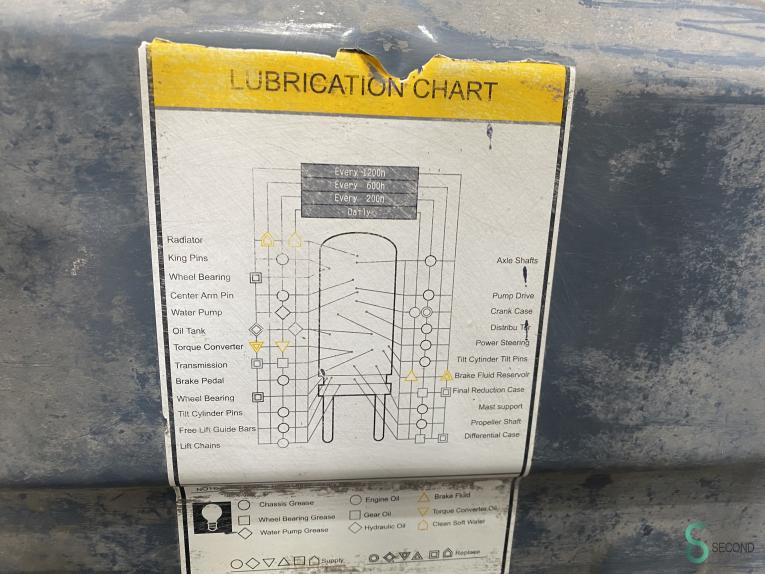 LUBRICATION CHART
Every 1200h
Every 600h
Every 200h
Daily
Radiator
King Pins
Wheel Bearing
Center Arm Pin
Water Pump
Oil Tank
Torque Converter
Transmission
Brake Pedal
Wheel Bearing
Tilt Cylinder Pins
Free Lift Guide Bars
Lift Chains
Axle Shafts
Pump Drive
Crank Case
Distribu Tor
Power Steering
Tilt Cylinder Tilt Pins
Brake Fluid Reservoir
Final Reduction Case
Mast support
Propeller Shaft
Differential Case
Chassis Grease
Wheel Bearing Grease
Water Pump Grease
Engine Oil
Gear Oil
Hydraulic Oil
Brake Fluid
Torque Converter Oil
Clean Soft Water
Supply
Replace
SECOND